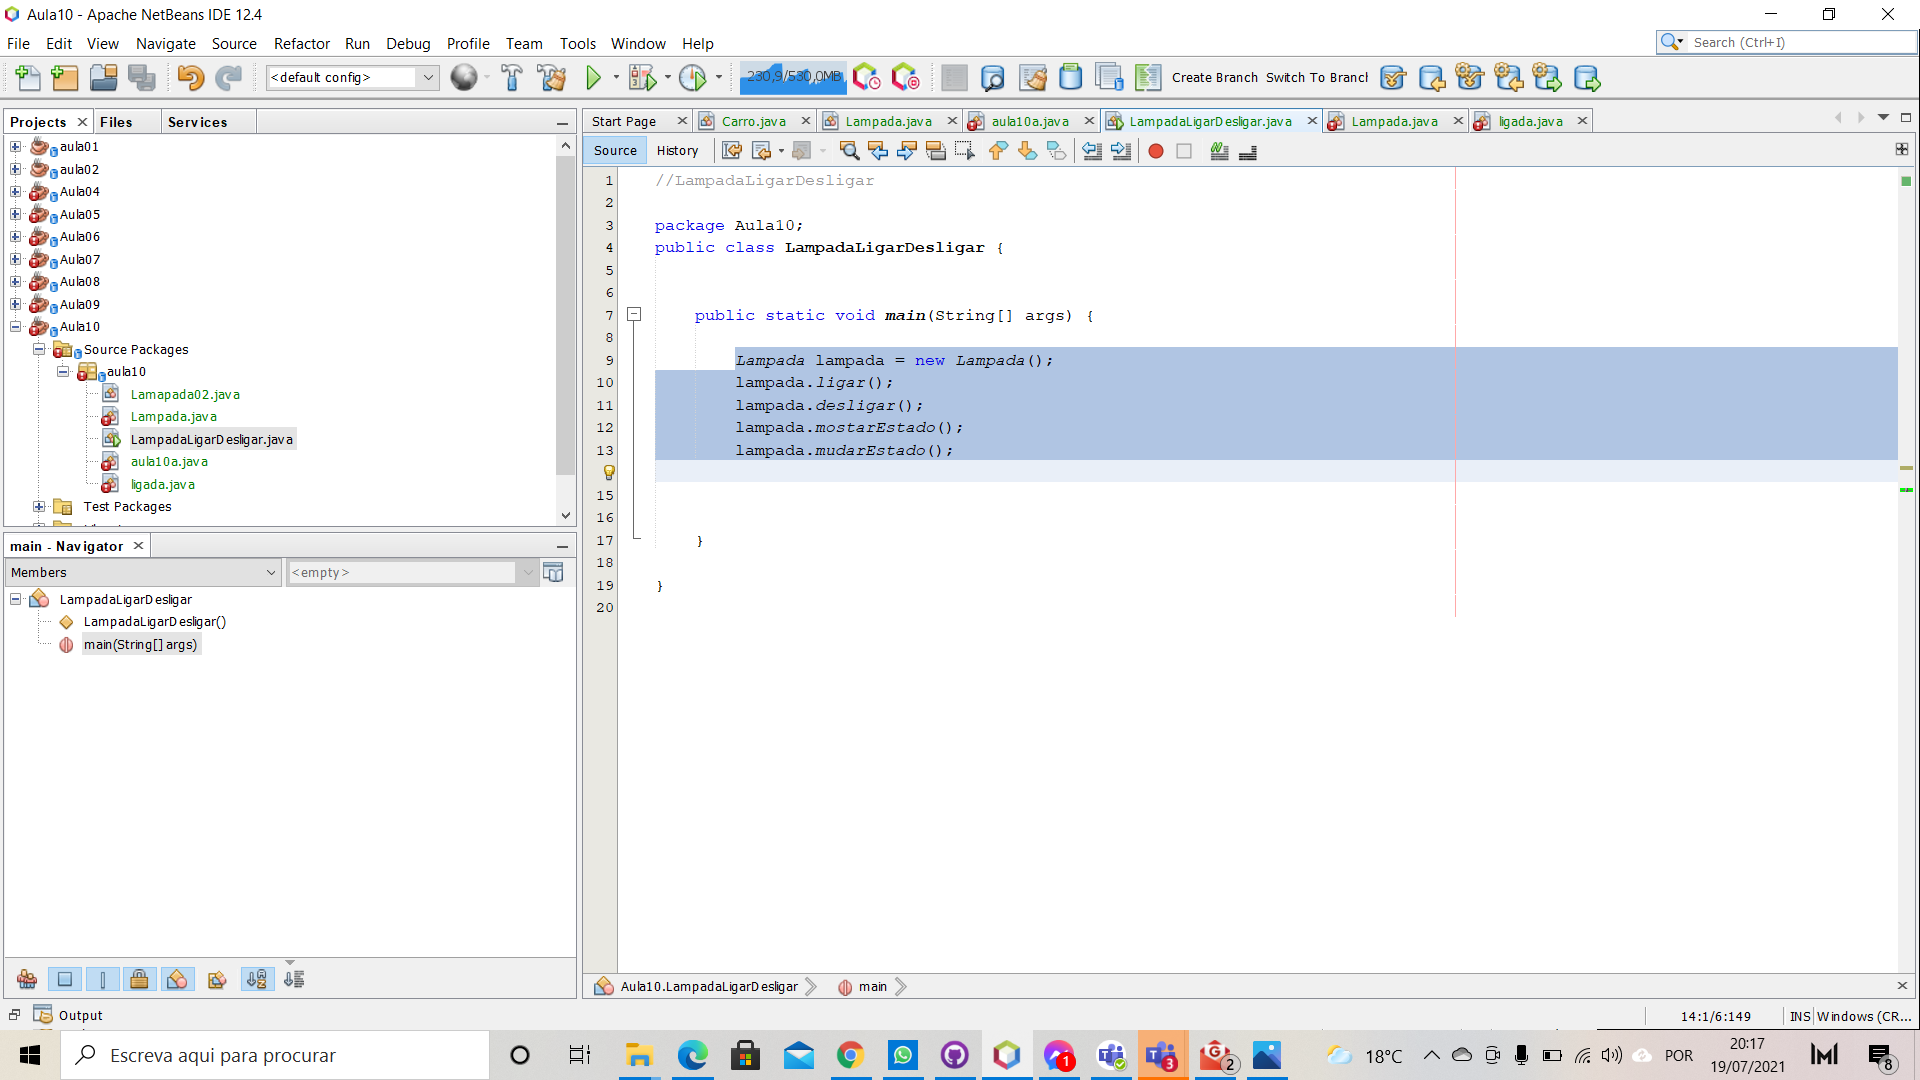 Aula10 - Apache NetBeans IDE 12.4
File Edit View Navigate Source Refactor Run Debug Profile Team Tools Window Help
Search (Ctrl+I)
<default config>
230,9/530,0MB
Create Branch Switch To Branch
Projects Files Services
aula01
aula02
Aula04
Aula05
Aula06
Aula07
Aula08
Aula09
Aula10
Source Packages
aula10
Lamapada02.java
Lampada.java
LampadaLigarDesligar.java
aula10a.java
ligada.java
Test Packages
main - Navigator
Members
<empty>
LampadaLigarDesligar
LampadaLigarDesligar()
main(String[] args)
Start Page Carro.java Lampada.java aula10a.java LampadaLigarDesligar.java Lampada.java ligada.java
Source History
1 //LampadaLigarDesligar
2
3 package Aula10;
4 public class LampadaLigarDesligar {
5
6
7 public static void main(String[] args) {
8
9 Lampada lampada = new Lampada();
10 lampada.ligar();
11 lampada.desligar();
12 lampada.mostarEstado();
13 lampada.mudarEstado();
15
16
17 }
18
19 }
20
Aula10.LampadaLigarDesligar main
Output
14:1/6:149 INS Windows (CR...
Escreva aqui para procurar
1
3
2
18°C
POR
20:17
19/07/2021
8